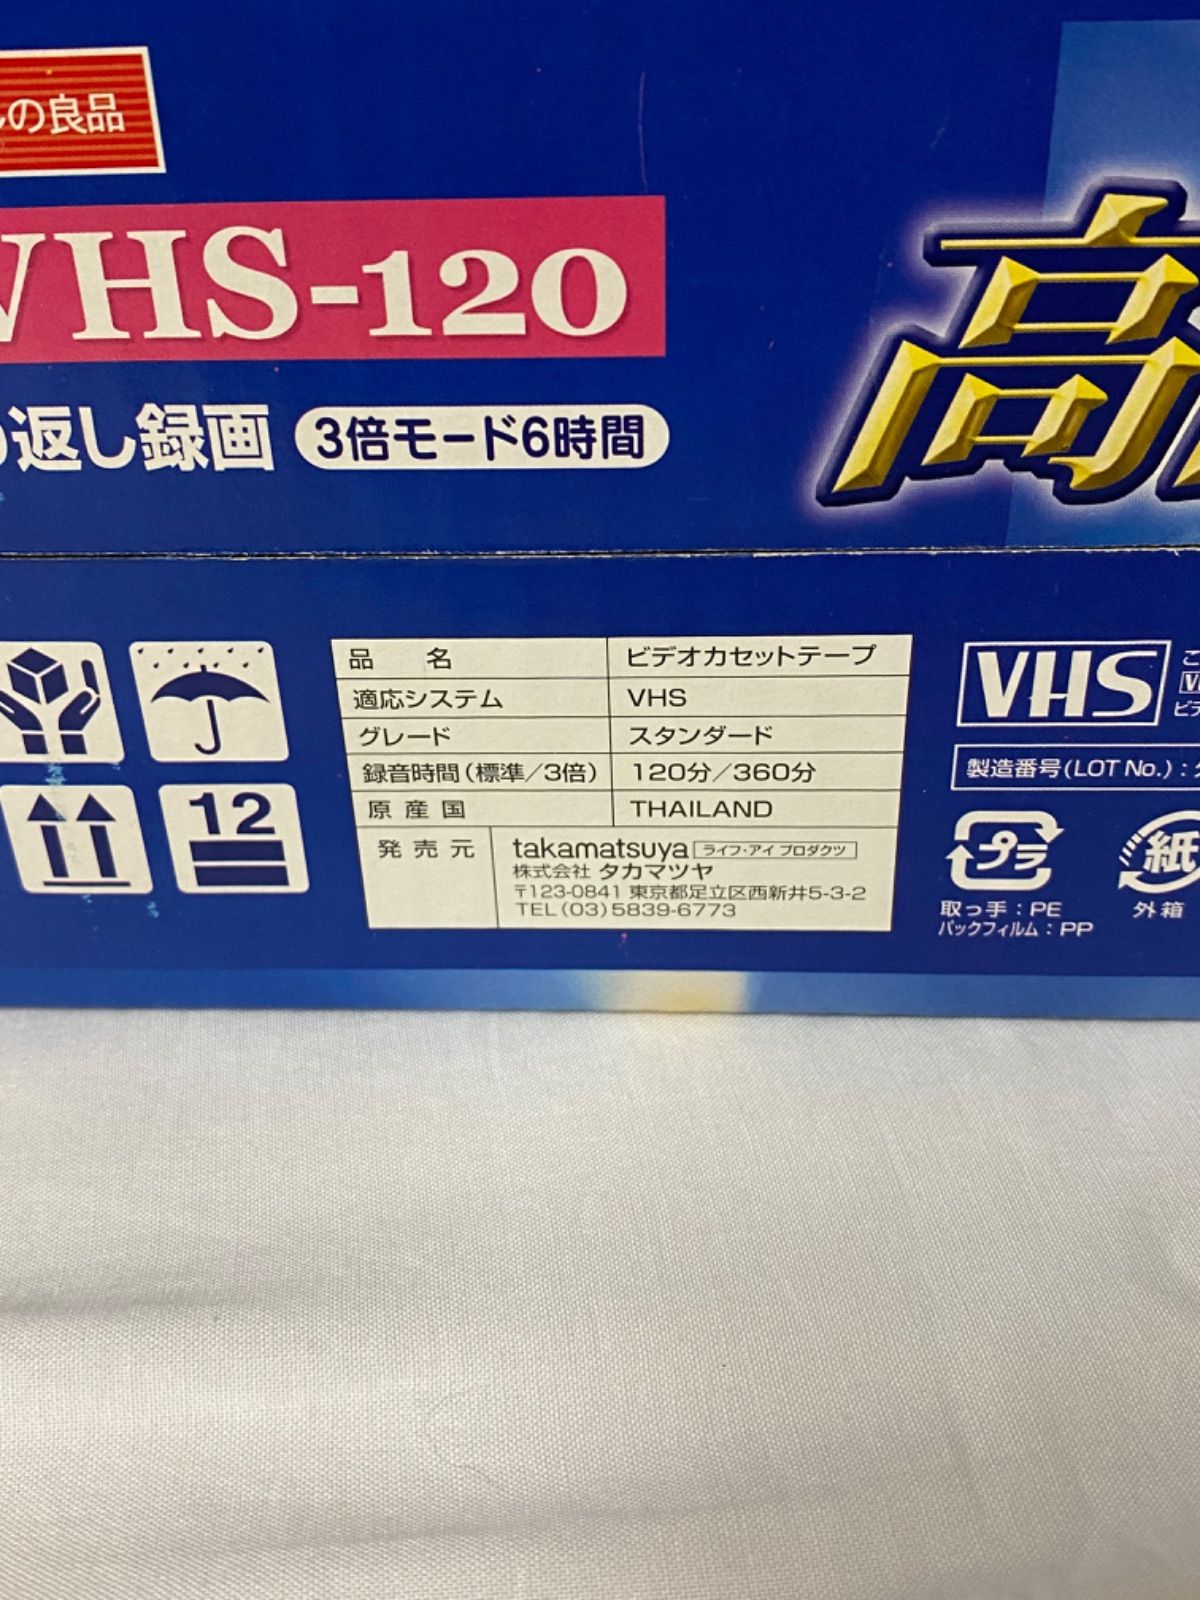 の良品
VHS-120
返し録画 3倍モード6時間
高
12
品 名 ビデオカセットテープ
適応システム VHS
グレード スタンダード
録音時間(標準/3倍) 120分/360分
原産国 THAILAND
発売元 takamatsuya ライフ・アイ プロダクツ
株式会社 タカマツヤ
〒123-0841 東京都足立区西新井5-3-2
TEL(03)5839-6773
VHS
製造番号(LOT No.):
プラ
紙
取っ手:PE
外箱
パックフィルム:PP